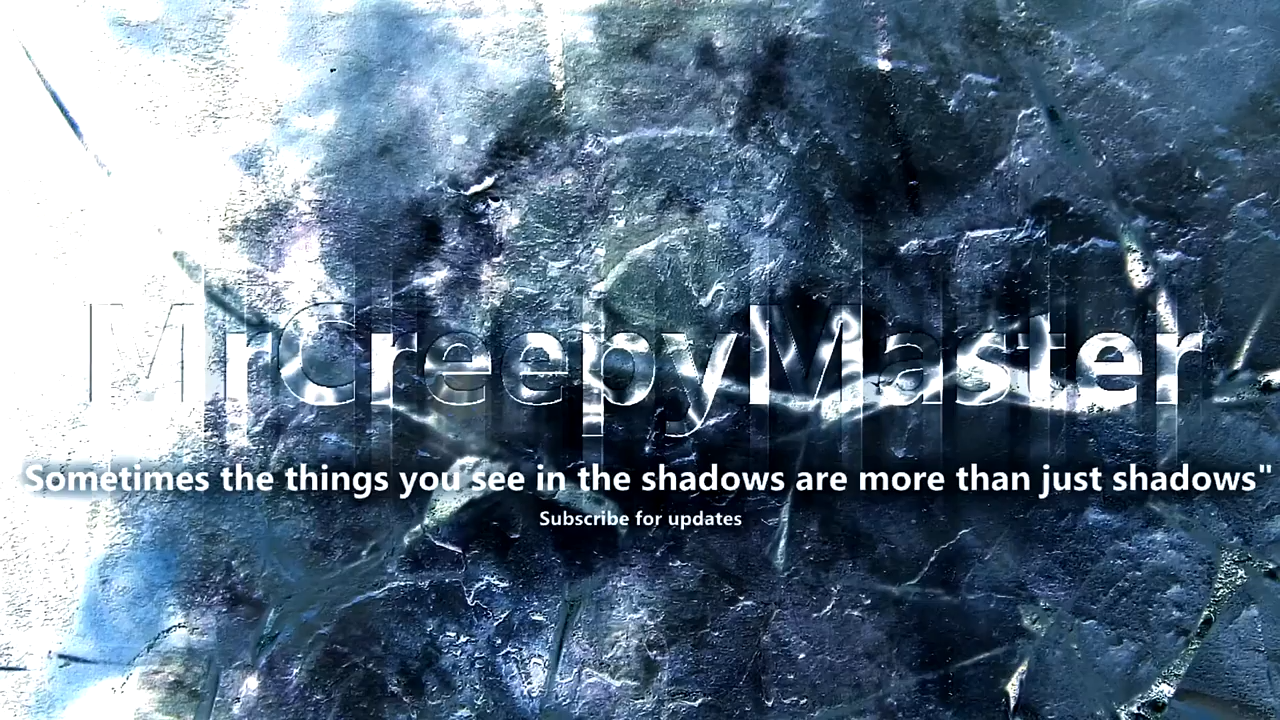 MrCreepyMaster
Sometimes the things you see in the shadows are more than just shadows"
Subscribe for updates